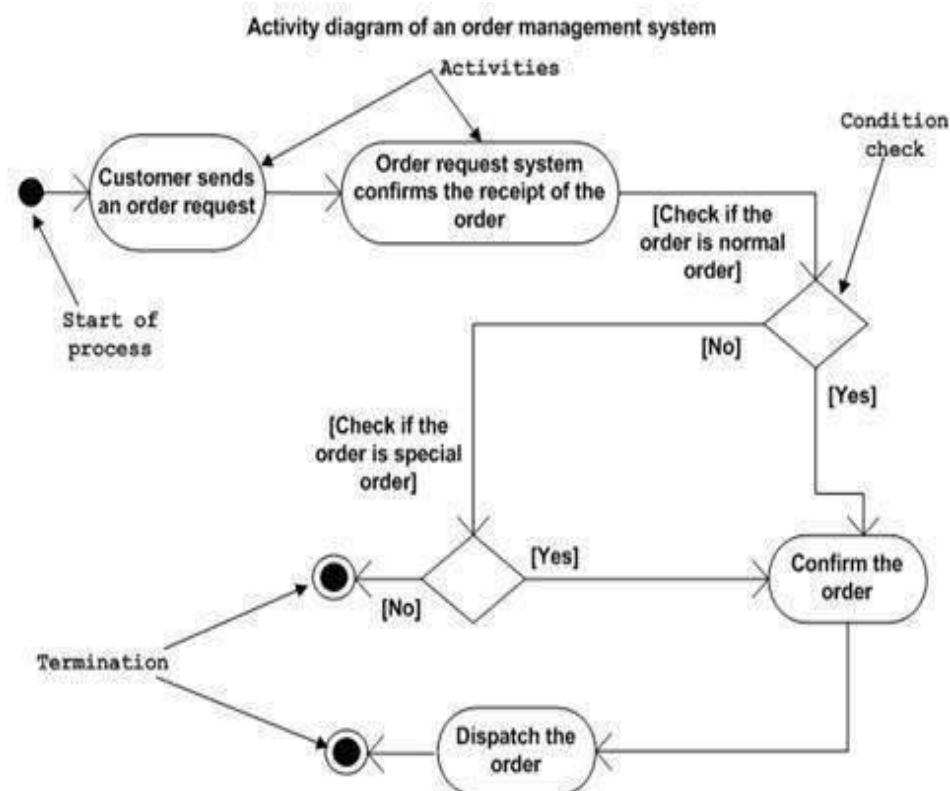 Activity diagram of an order management system
Activities
Condition
check
Customer sends
an order request
Order request system
confirms the receipt of the
order
[Check if the
order is normal
order]
Start of
process
[No]
[Yes]
[Check if the
order is special
order]
[Yes]
[No]
Confirm the
order
Termination
Dispatch the
order